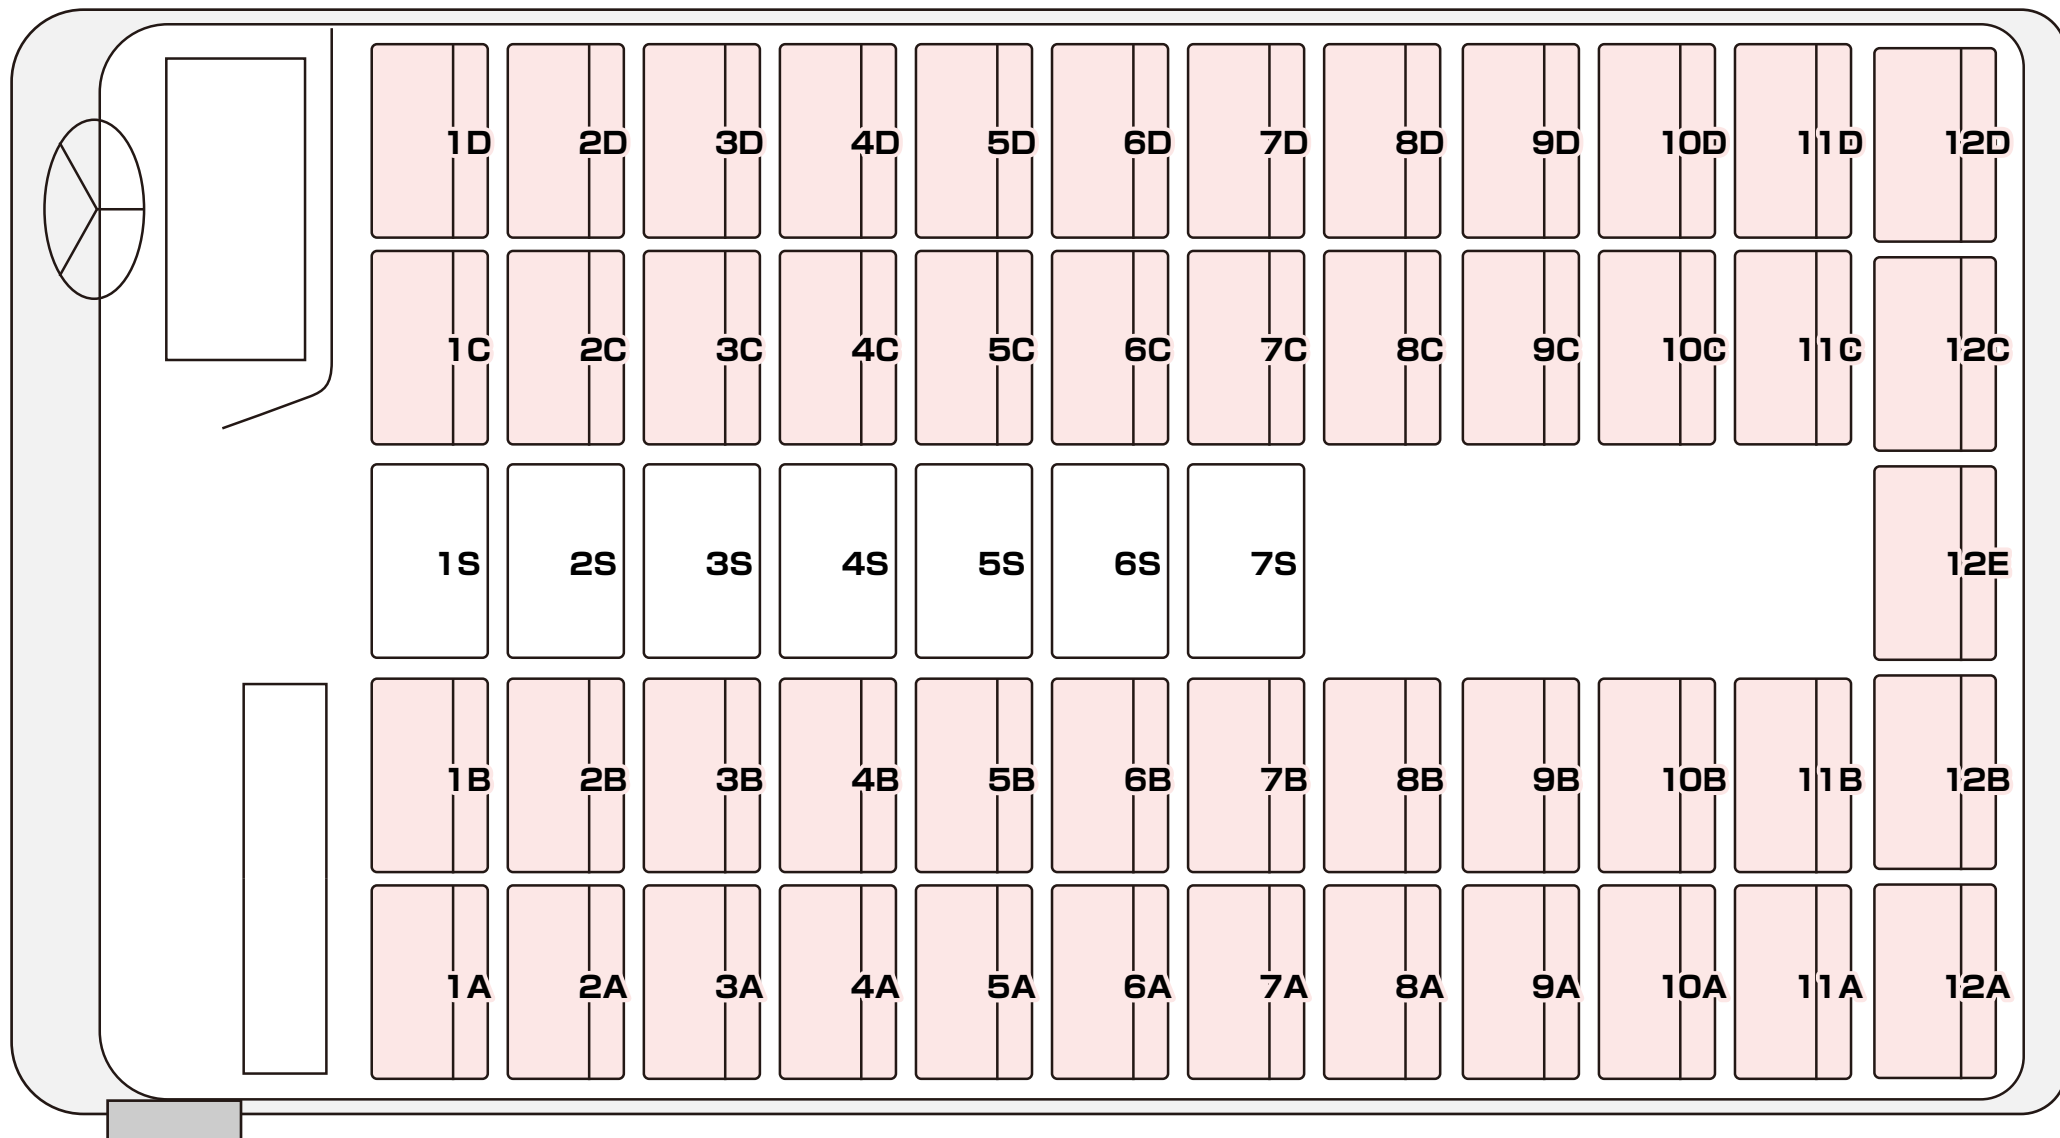 1D 2D 3D 4D 5D 6D 7D 8D 9D 10D 11D 12D
1C 2C 3C 4C 5C 6C 7C 8C 9C 10C 11C 12C
1S 2S 3S 4S 5S 6S 7S 12E
1B 2B 3B 4B 5B 6B 7B 8B 9B 10B 11B 12B
1A 2A 3A 4A 5A 6A 7A 8A 9A 10A 11A 12A